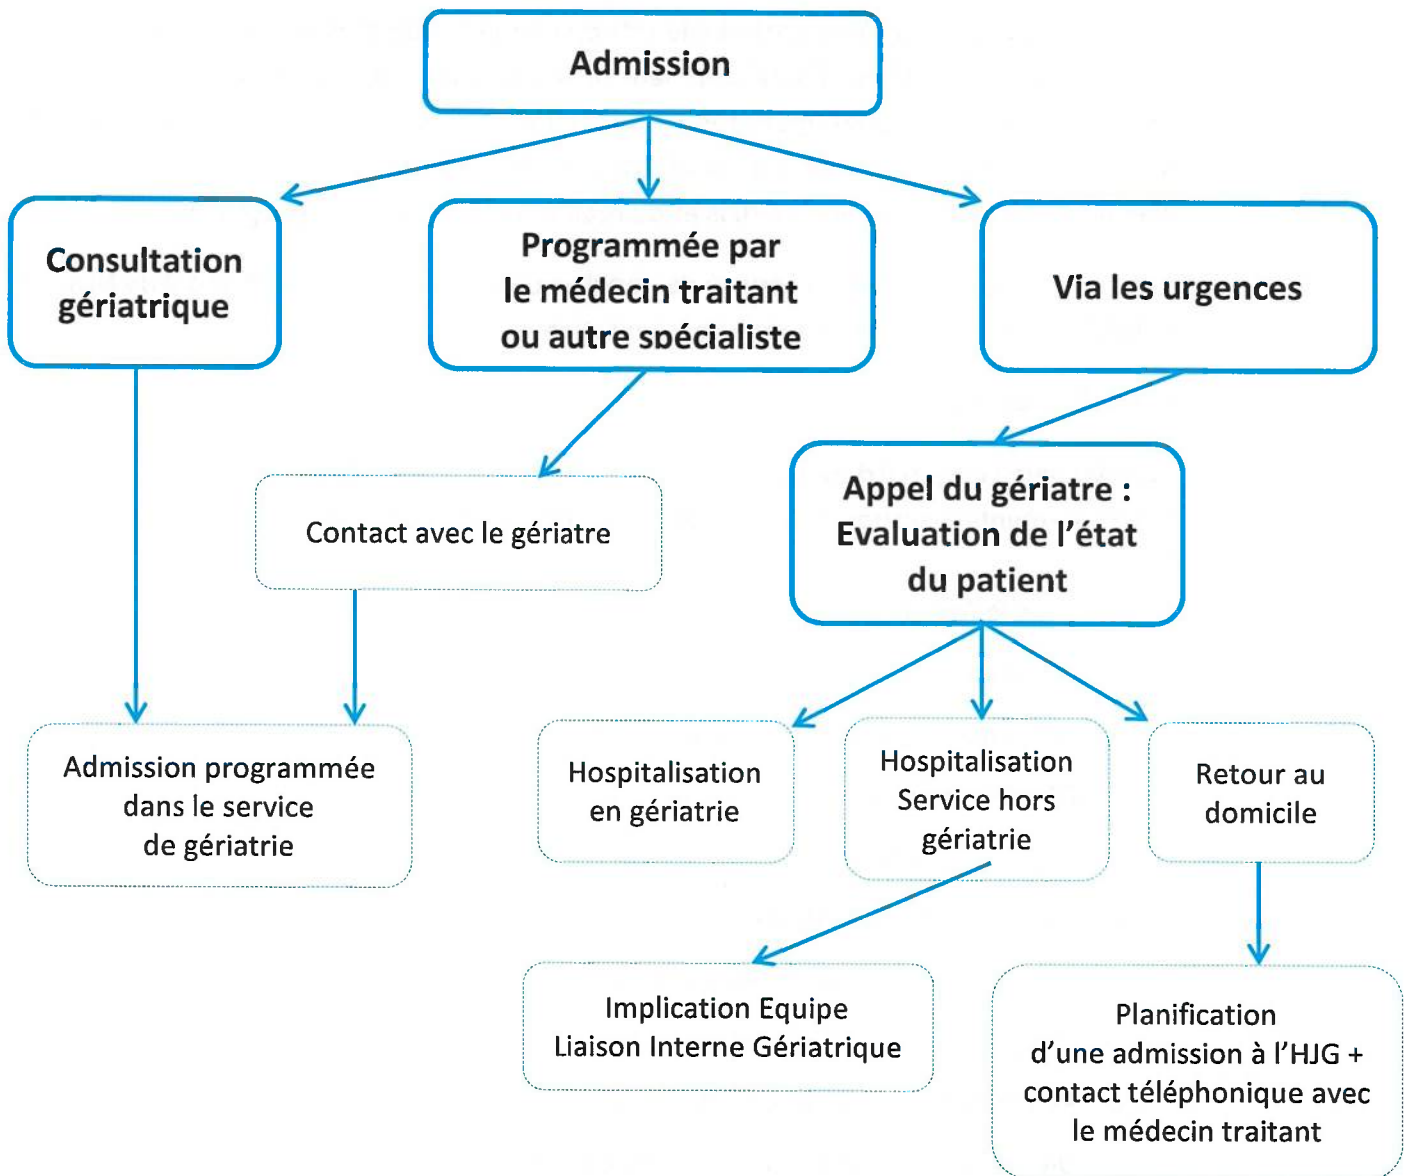 Admission
Consultation
gériatrique
Programmée par
le médecin traitant
ou autre spécialiste
Via les urgences
Contact avec le gériatre
Appel du gériatre :
Evaluation de l'état
du patient
Admission programmée
dans le service
de gériatrie
Hospitalisation
en gériatrie
Hospitalisation
Service hors
gériatrie
Retour au
domicile
Implication Equipe
Liaison Interne Gériatrique
Planification
d'une admission à l'HJG +
contact téléphonique avec
le médecin traitant